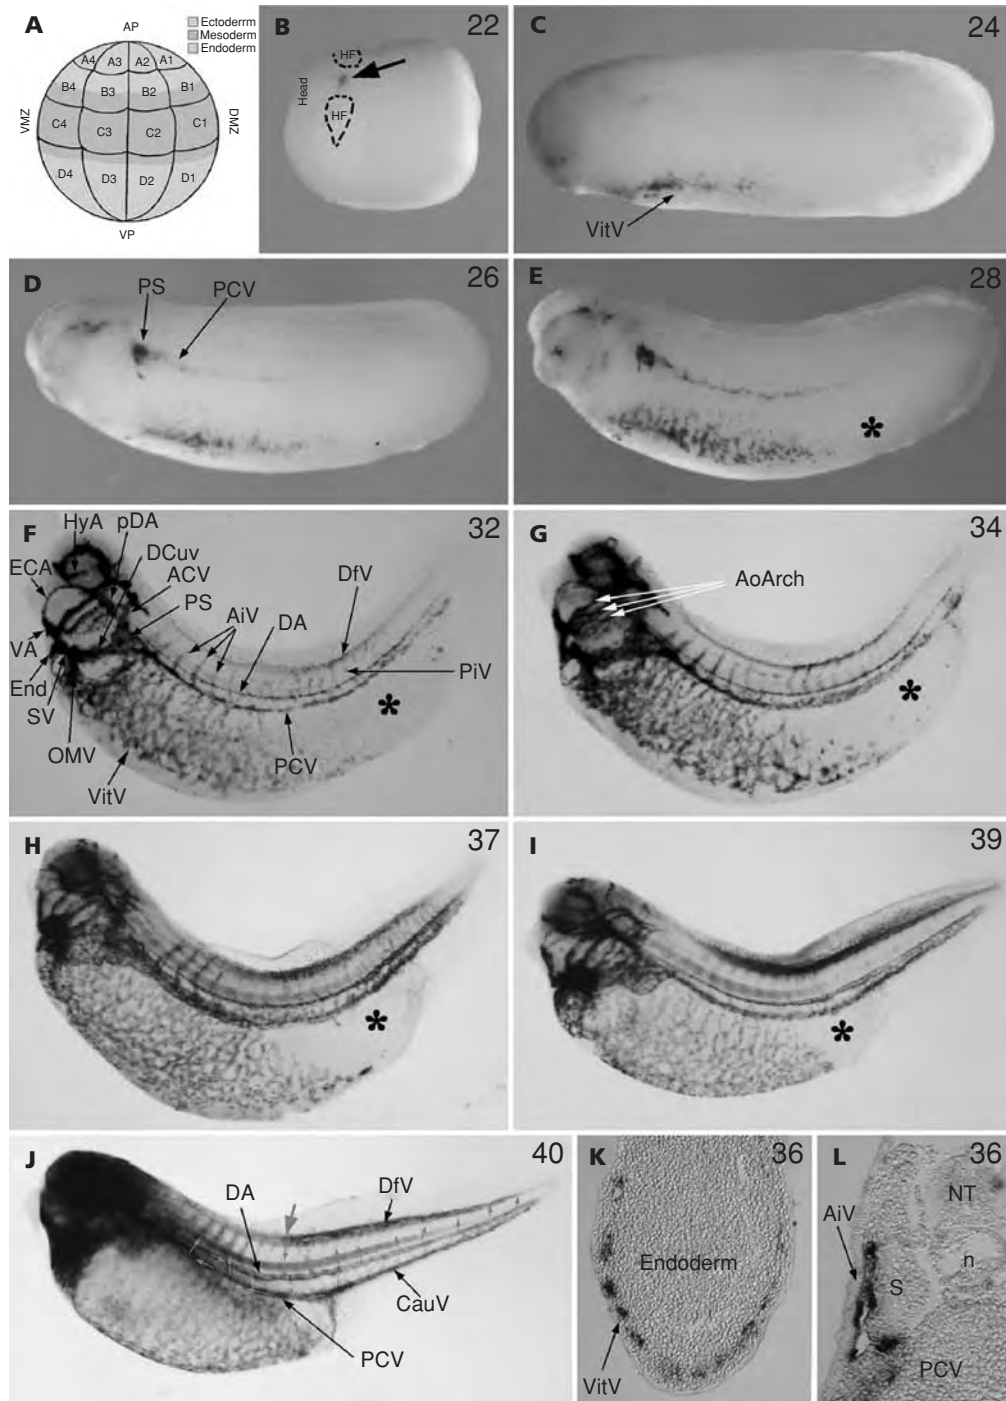 A
AP
Ectoderrm
Mesoderm
Endoderm
A4 A3 A2 A1
B4 B3 B2 B1
VMZ
C4 C3 C2 C1
DMZ
D4 D3 D2 D1
VP
B 22
HF
Head
HF
C 24
VitV
D 26
PS PCV
E 28
*
F 32
HyA pDA
ECA
DCuv
ACV
PS
AiV
DA
DfV
VA
End
SV
OMV
VitV
PCV
PiV
*
G 34
AoArch
*
H 37
*
I 39
*
J 40
DA
DfV
CauV
PCV
K 36
Endoderm
VitV
L 36
NT
AiV
n
S
PCV